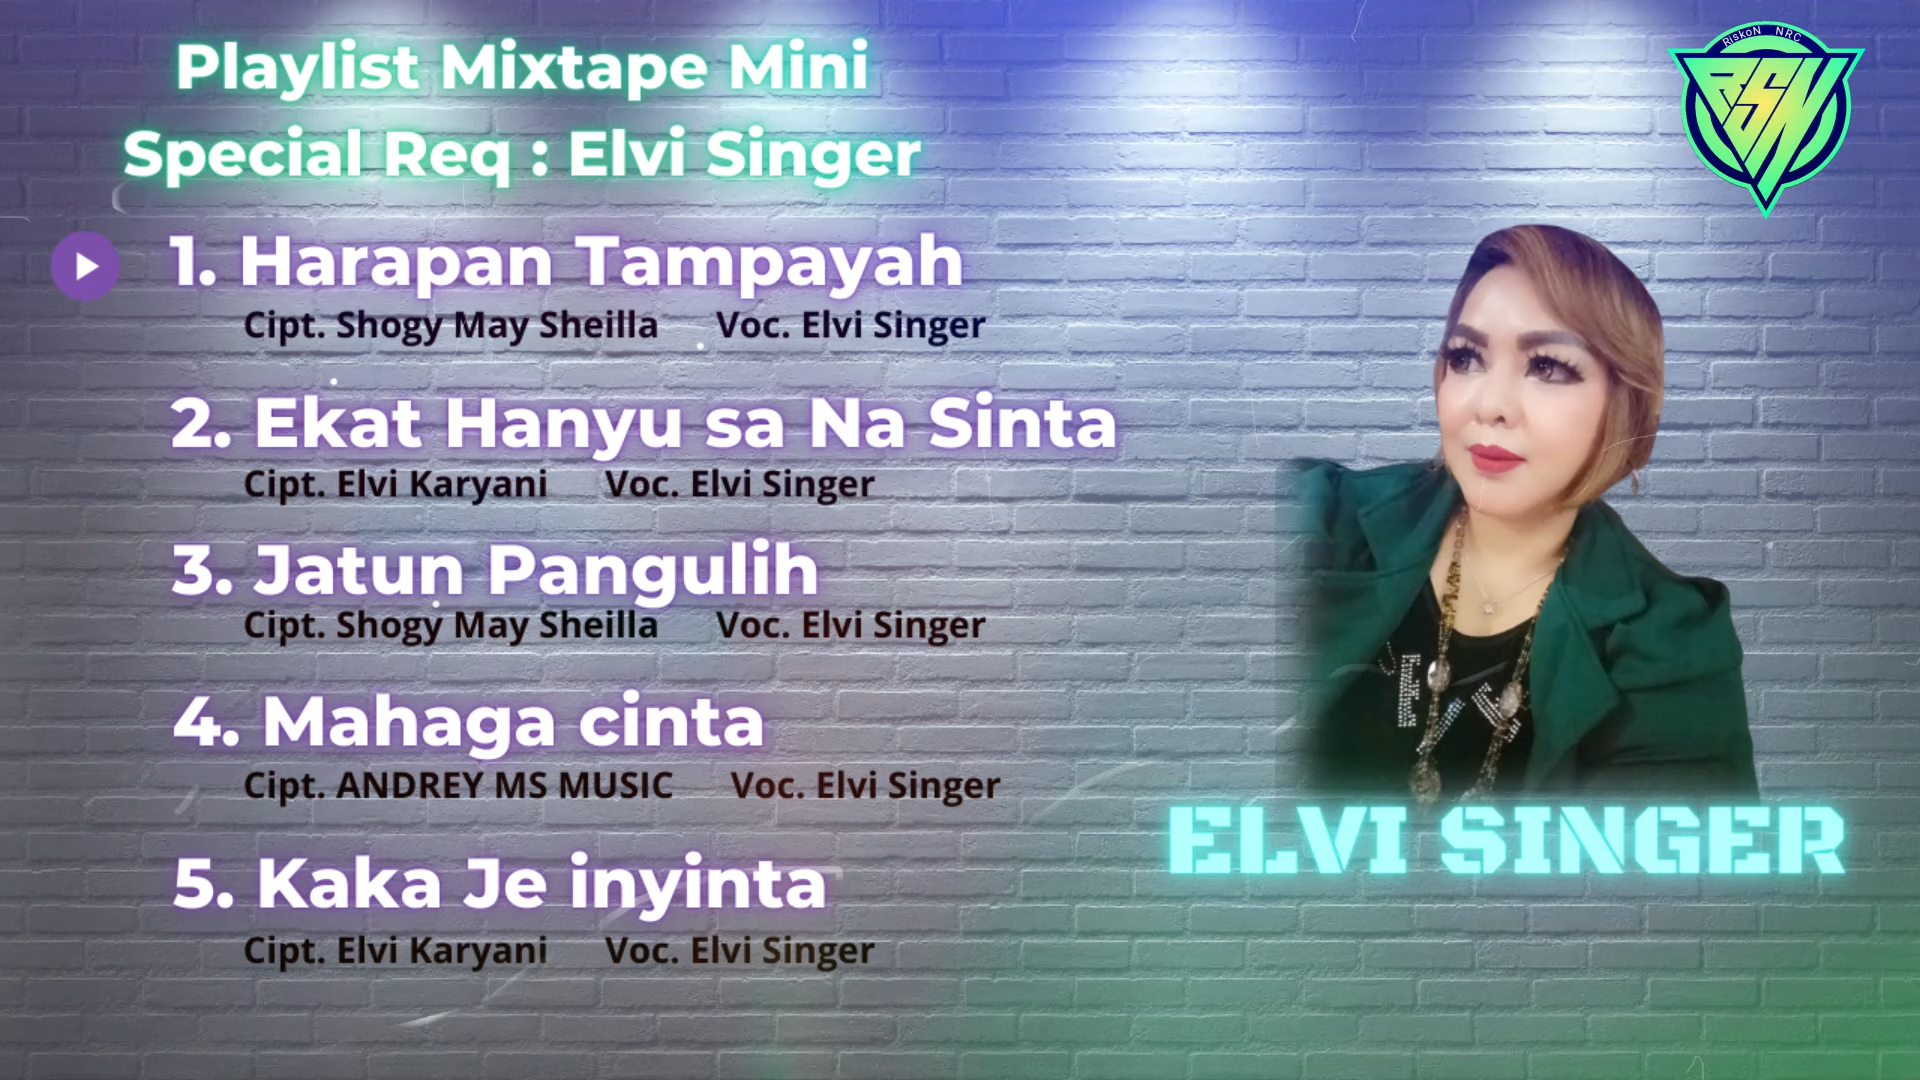 Playlist Mixtape Mini
Special Req : Elvi Singer
1. Harapan Tampayah
Cipt. Shogy May Sheilla Voc. Elvi Singer
2. Ekat Hanyu sa Na Sinta
Cipt. Elvi Karyani Voc. Elvi Singer
3. Jatun Pangulih
Cipt. Shogy May Sheilla Voc. Elvi Singer
4. Mahaga cinta
Cipt. ANDREY MS MUSIC Voc. Elvi Singer
5. Kaka Je inyinta
Cipt. Elvi Karyani Voc. Elvi Singer
RiskoN NRC
RSN
ELVI SINGER